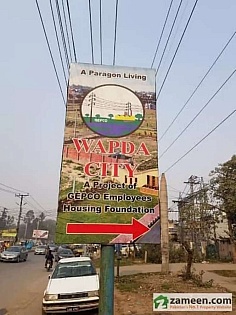 A Paragon Living
GEPCO
WAPDA
CITY
A Project of
GEPCO Employees
Housing Foundation
zameen.com